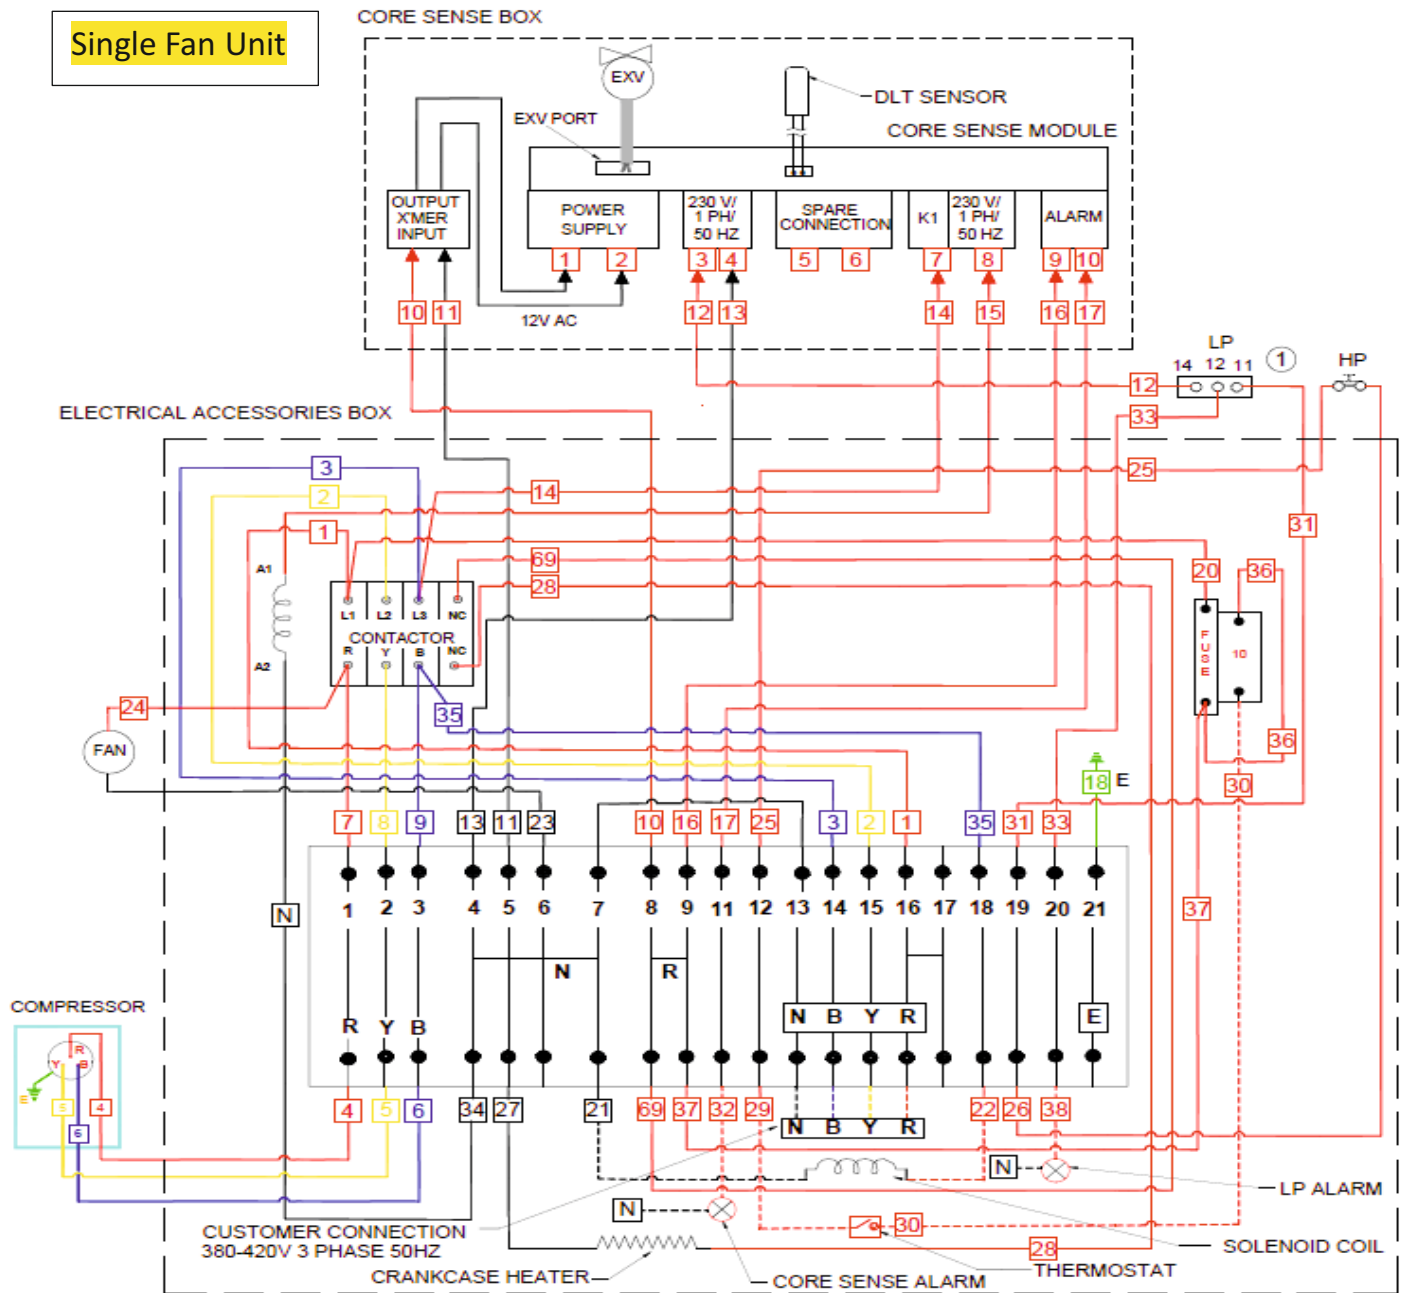 Single Fan Unit
CORE SENSE BOX
EXV
DLT SENSOR
EXV PORT
CORE SENSE MODULE
OUTPUT
X'MER
INPUT
POWER
SUPPLY
230 V/
1 PH/
50 HZ
SPARE
CONNECTION
K1
230 V/
1 PH/
50 HZ
ALARM
1 2 3 4 5 6 7 8 9 10
10 11 12V AC 12 13 14 15 16 17
LP
14 12 11
1
HP
12
33
ELECTRICAL ACCESSORIES BOX
25
3
2
1
14
31
69
28
20
36
A1
L1 L2 L3 NC
CONTACTOR
R Y B NC
A2
FUSE
10
24
35
FAN
36
18 E
30
7 8 9 13 11 23 10 16 17 25 3 2 1 35 31 33
1 2 3 4 5 6 7 8 9 11 12 13 14 15 16 17 18 19 20 21
N
37
N
R
COMPRESSOR
R Y B
N B Y R
E
R
Y
B
E
5
4
6
4 5 6 34 27 21 69 37 32 29 22 26 38
N B Y R
N
LP ALARM
N
CUSTOMER CONNECTION
380-420V 3 PHASE 50HZ
30
28
SOLENOID COIL
CRANKCASE HEATER
CORE SENSE ALARM
THERMOSTAT